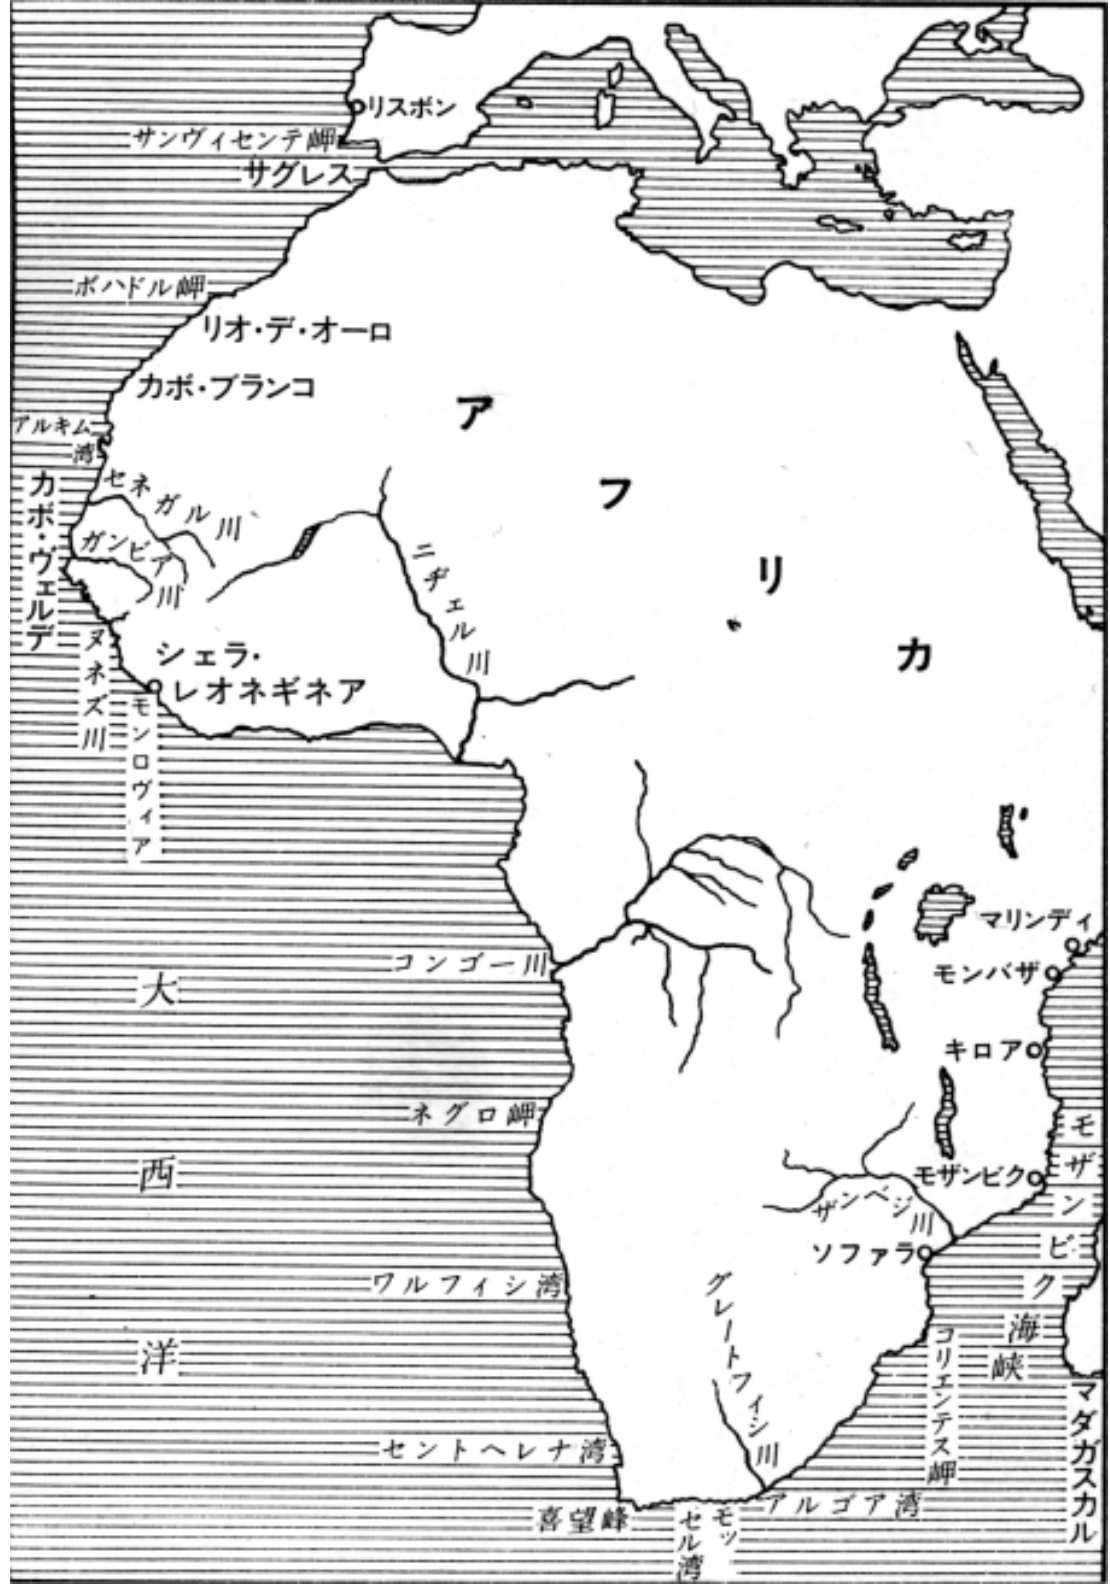 リスボン
サンヴィセンテ岬
サグレス
ボハドル岬
リオ・デ・オーロ
カボ・ブランコ
アルキム
湾
カボ・ヴェルデ
セネガル川
ガンビア川
ニヂェル川
ヌネズ川
シェラ・
レオネギネア
モンロヴィア
アフリカ
マリンディ
モンバザ
コンゴー川
キロア
ネグロ岬
モザンビク
ザンベジ川
ソファラ
モザンビク海峡
ワルフィシ湾
グレートフィシ川
コリエンテス岬
マダガスカル
セントヘレナ湾
アルゴア湾
喜望峰
モッ
セル湾
大西洋